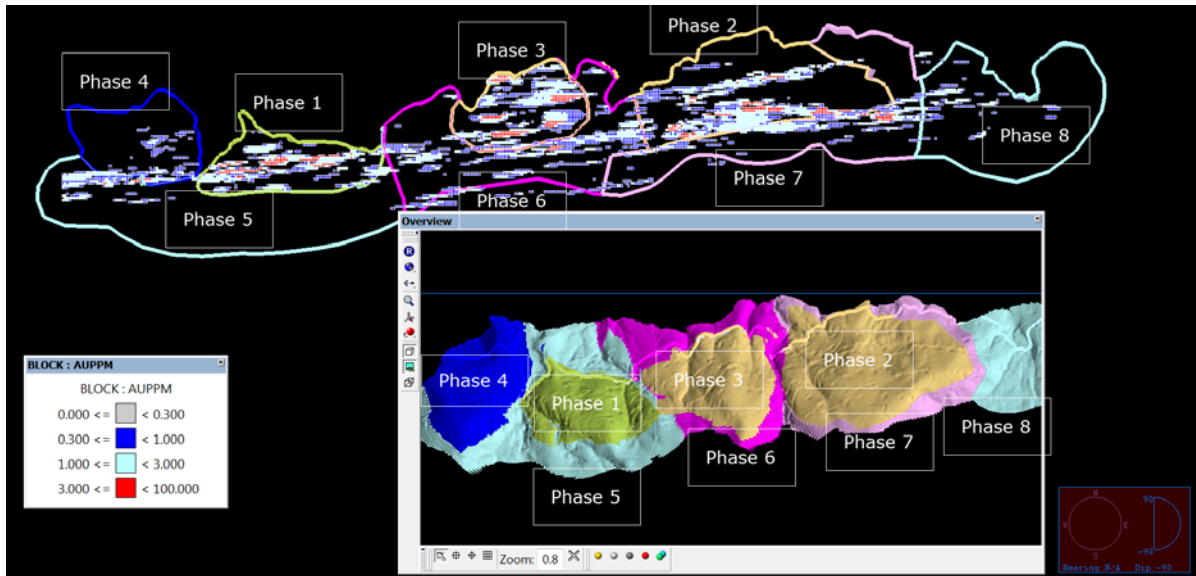 Phase 2
Phase 3
Phase 4
Phase 1
Phase 8
Phase 7
Phase 6
Phase 5
Overview
R
Phase 2
Phase 3
Phase 4
Phase 1
Phase 8
Phase 7
Phase 6
Phase 5
Zoom: 0.8
BLOCK : AUPPM
BLOCK : AUPPM
0.000 <= < 0.300
0.300 <= < 1.000
1.000 <= < 3.000
3.000 <= < 100.000
N
E
S
90
-90
Bearing N/A Dip -90